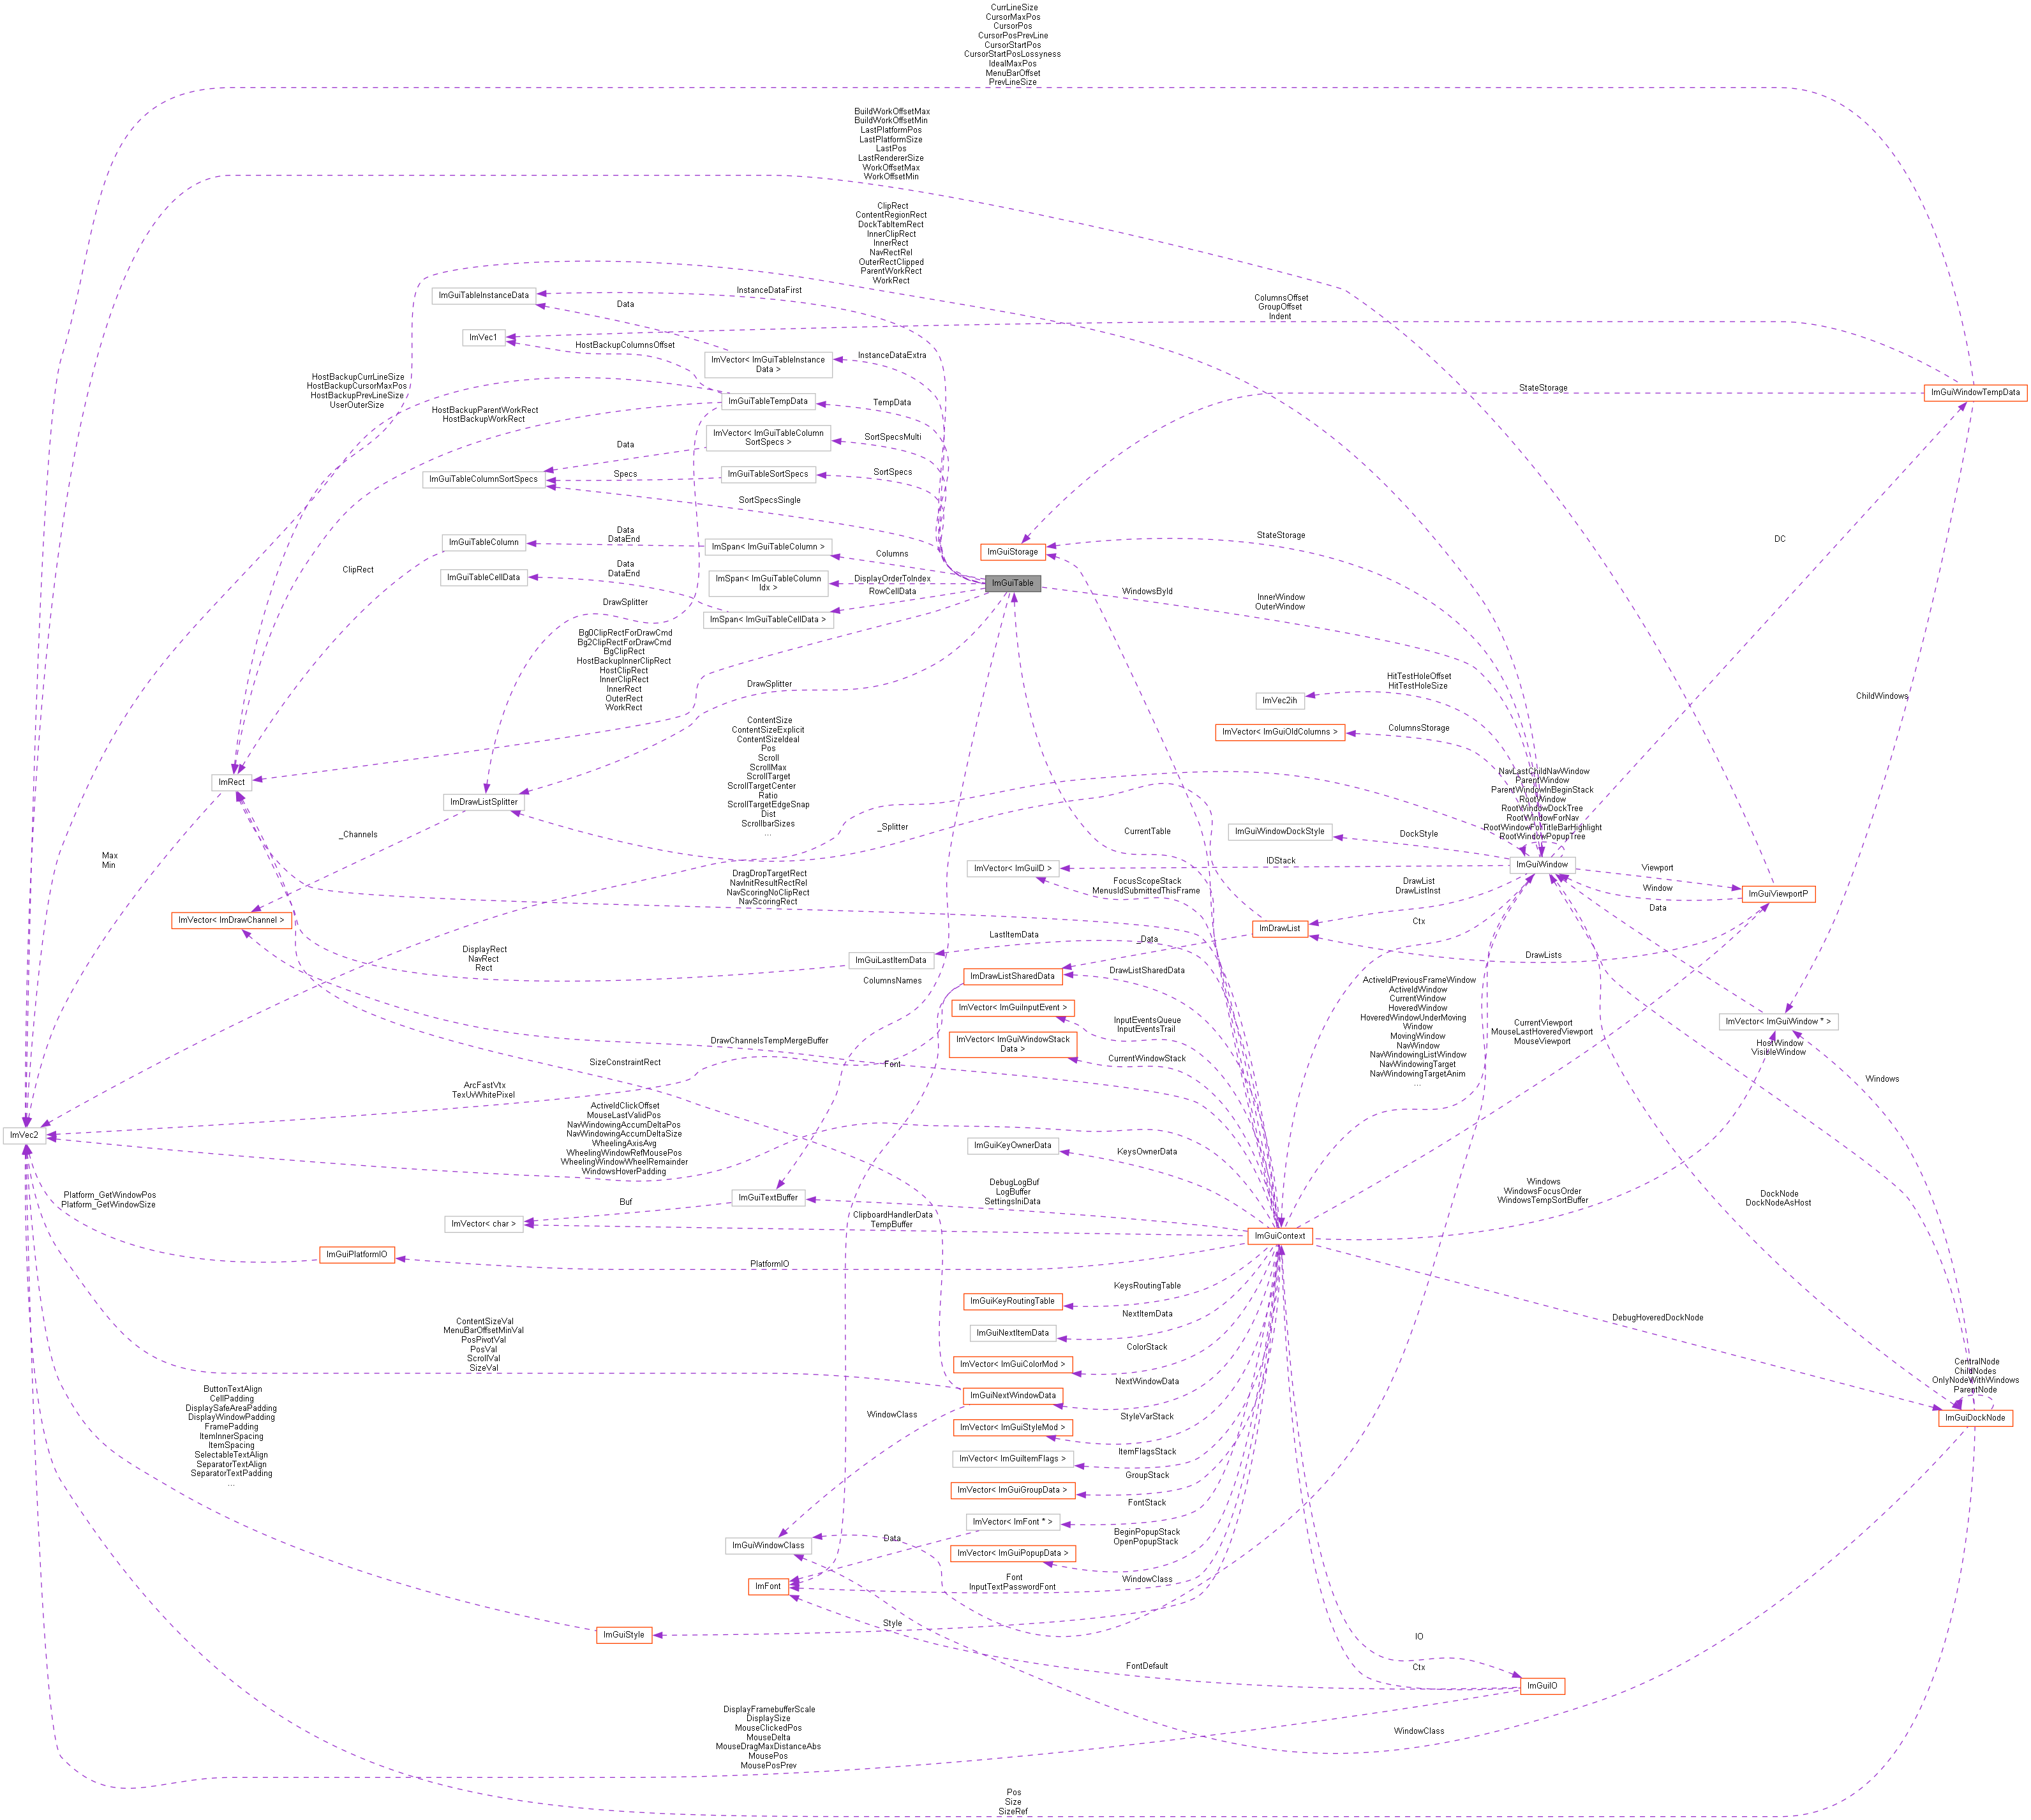 CurrLineSize
CursorMaxPos
CursorPos
CursorPosPrevLine
CursorStartPos
CursorStartPosLossyness
IdealMaxPos
MenuBarOffset
PrevLineSize
BuildWorkOffsetMax
BuildWorkOffsetMin
LastPlatformPos
LastPlatformSize
LastPos
LastRendererSize
WorkOffsetMax
WorkOffsetMin
ClipRect
ContentRegionRect
DockTabItemRect
InnerClipRect
InnerRect
NavRectRel
OuterRectClipped
ParentWorkRect
WorkRect
ImGuiTableInstanceData
InstanceDataFirst
Data
ColumnsOffset
GroupOffset
Indent
ImVec1
HostBackupColumnsOffset
ImVector< ImGuiTableInstance
Data >
InstanceDataExtra
HostBackupCurrLineSize
HostBackupCursorMaxPos
HostBackupPrevLineSize
UserOuterSize
HostBackupParentWorkRect
HostBackupWorkRect
ImGuiTableTempData
TempData
StateStorage
ImGuiWindowTempData
ImVector< ImGuiTableColumn
SortSpecs >
SortSpecsMulti
Data
ImGuiTableColumnSortSpecs
Specs
ImGuiTableSortSpecs
SortSpecs
SortSpecsSingle
ImGuiTableColumn
Data
DataEnd
ImSpan< ImGuiTableColumn >
Columns
ImGuiStorage
StateStorage
DC
ClipRect
ImGuiTableCellData
Data
DataEnd
ImSpan< ImGuiTableColumn
Idx >
DisplayOrderToIndex
RowCellData
ImGuiTable
WindowsById
InnerWindow
OuterWindow
DrawSplitter
ImSpan< ImGuiTableCellData >
Bg0ClipRectForDrawCmd
Bg2ClipRectForDrawCmd
BgClipRect
HostBackupInnerClipRect
HostClipRect
InnerClipRect
InnerRect
OuterRect
WorkRect
DrawSplitter
ImVec2ih
HitTestHoleOffset
HitTestHoleSize
ChildWindows
ImVector< ImGuiOldColumns >
ColumnsStorage
ContentSize
ContentSizeExplicit
ContentSizeIdeal
Pos
Scroll
ScrollMax
ScrollTarget
ScrollTargetCenter
Ratio
ScrollTargetEdgeSnap
Dist
ScrollbarSizes
...
ImRect
ImDrawListSplitter
NavLastChildNavWindow
ParentWindow
ParentWindowInBeginStack
RootWindow
RootWindowDockTree
RootWindowForNav
RootWindowForTitleBarHighlight
RootWindowPopupTree
_Channels
_Splitter
CurrentTable
ImGuiWindowDockStyle
DockStyle
Max
Min
ImVector< ImGuiID >
IDStack
ImGuiWindow
Viewport
DragDropTargetRect
NavInitResultRectRel
NavScoringNoClipRect
NavScoringRect
FocusScopeStack
MenusIdSubmittedThisFrame
DrawList
DrawListInst
Window
ImGuiViewportP
Data
ImVector< ImDrawChannel >
Ctx
ImDrawList
LastItemData
_Data
DisplayRect
NavRect
Rect
ImGuiLastItemData
DrawLists
ColumnsNames
ImDrawListSharedData
DrawListSharedData
ActiveIdPreviousFrameWindow
ActiveIdWindow
CurrentWindow
HoveredWindow
HoveredWindowUnderMoving
Window
MovingWindow
NavWindow
NavWindowingListWindow
NavWindowingTarget
NavWindowingTargetAnim
...
ImVector< ImGuiInputEvent >
InputEventsQueue
InputEventsTrail
CurrentViewport
MouseLastHoveredViewport
MouseViewport
ImVector< ImGuiWindow * >
HostWindow
VisibleWindow
DrawChannelsTempMergeBuffer
ImVector< ImGuiWindowStack
Data >
CurrentWindowStack
SizeConstraintRect
Font
Windows
ArcFastVtx
TexUvWhitePixel
ActiveIdClickOffset
MouseLastValidPos
NavWindowingAccumDeltaPos
NavWindowingAccumDeltaSize
WheelingAxisAvg
WheelingWindowRefMousePos
WheelingWindowWheelRemainder
WindowsHoverPadding
ImVec2
ImGuiKeyOwnerData
KeysOwnerData
Platform_GetWindowPos
Platform_GetWindowSize
ImGuiTextBuffer
DebugLogBuf
LogBuffer
SettingsIniData
Windows
WindowsFocusOrder
WindowsTempSortBuffer
DockNode
DockNodeAsHost
Buf
ImVector< char >
ClipboardHandlerData
TempBuffer
ImGuiContext
ImGuiPlatformIO
PlatformIO
ImGuiKeyRoutingTable
KeysRoutingTable
DebugHoveredDockNode
ContentSizeVal
MenuBarOffsetMinVal
PosPivotVal
PosVal
ScrollVal
SizeVal
ImGuiNextItemData
NextItemData
ImVector< ImGuiColorMod >
ColorStack
CentralNode
ChildNodes
OnlyNodeWithWindows
ParentNode
ImGuiNextWindowData
NextWindowData
ButtonTextAlign
CellPadding
DisplaySafeAreaPadding
DisplayWindowPadding
FramePadding
ItemInnerSpacing
ItemSpacing
SelectableTextAlign
SeparatorTextAlign
SeparatorTextPadding
...
WindowClass
ImVector< ImGuiStyleMod >
StyleVarStack
ImGuiDockNode
ImVector< ImGuiItemFlags >
ItemFlagsStack
ImVector< ImGuiGroupData >
GroupStack
ImVector< ImFont * >
FontStack
ImGuiWindowClass
Data
ImVector< ImGuiPopupData >
BeginPopupStack
OpenPopupStack
ImFont
Font
InputTextPasswordFont
WindowClass
ImGuiStyle
Style
IO
FontDefault
Ctx
ImGuiIO
DisplayFramebufferScale
DisplaySize
MouseClickedPos
MouseDelta
MouseDragMaxDistanceAbs
MousePos
MousePosPrev
WindowClass
Pos
Size
SizeRef